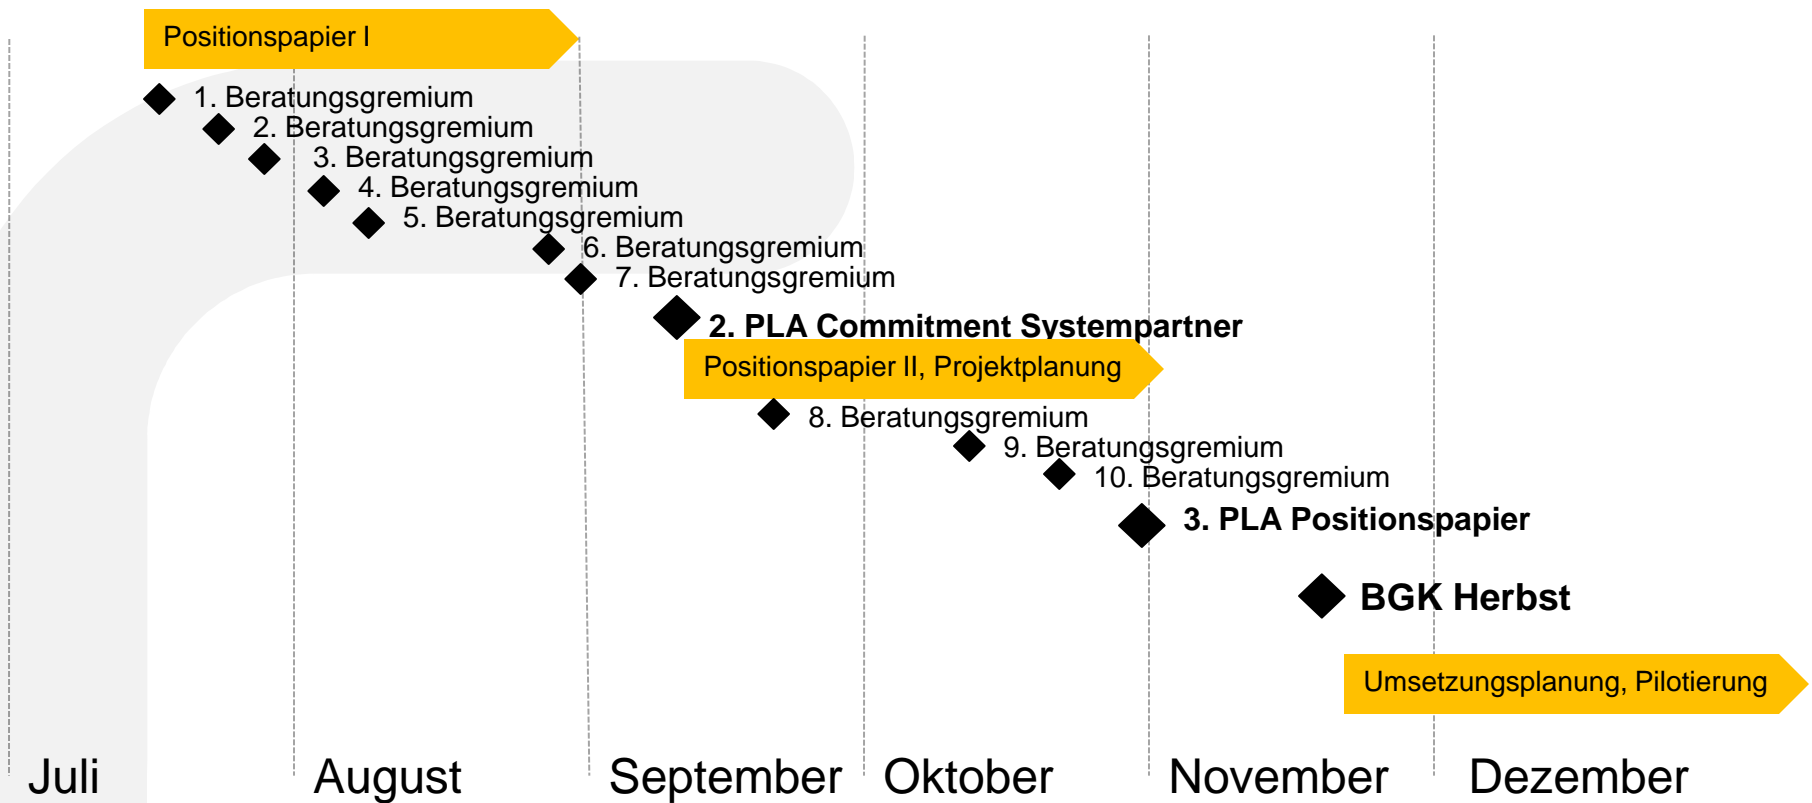 Positionspapier I
1. Beratungsgremium
2. Beratungsgremium
3. Beratungsgremium
4. Beratungsgremium
5. Beratungsgremium
6. Beratungsgremium
7. Beratungsgremium
2. PLA Commitment Systempartner
Positionspapier II, Projektplanung
8. Beratungsgremium
9. Beratungsgremium
10. Beratungsgremium
3. PLA Positionspapier
BGK Herbst
Umsetzungsplanung, Pilotierung
Juli August September Oktober November Dezember